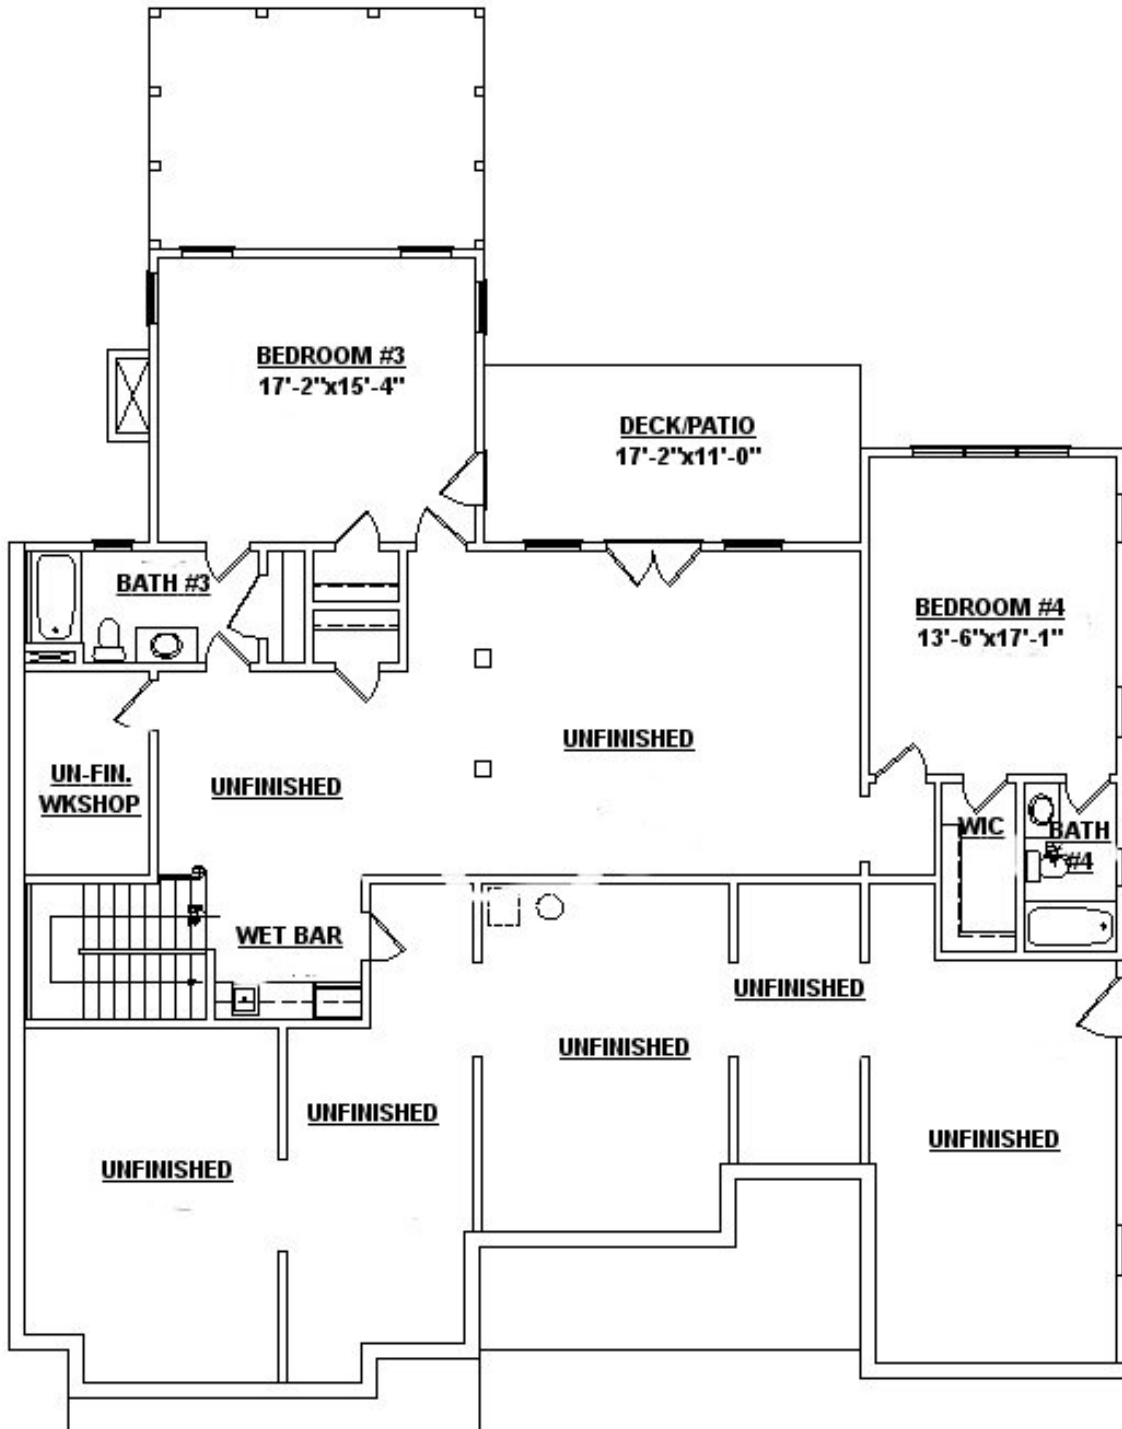 BEDROOM #3
17'-2"x15'-4"
DECK/PATIO
17'-2"x11'-0"
BATH #3
BEDROOM #4
13'-6"x17'-1"
UNFINISHED
UN-FIN.
WKSHOP
UNFINISHED
WIC
BATH
#4
WET BAR
UNFINISHED
UNFINISHED
UNFINISHED
UNFINISHED
UNFINISHED